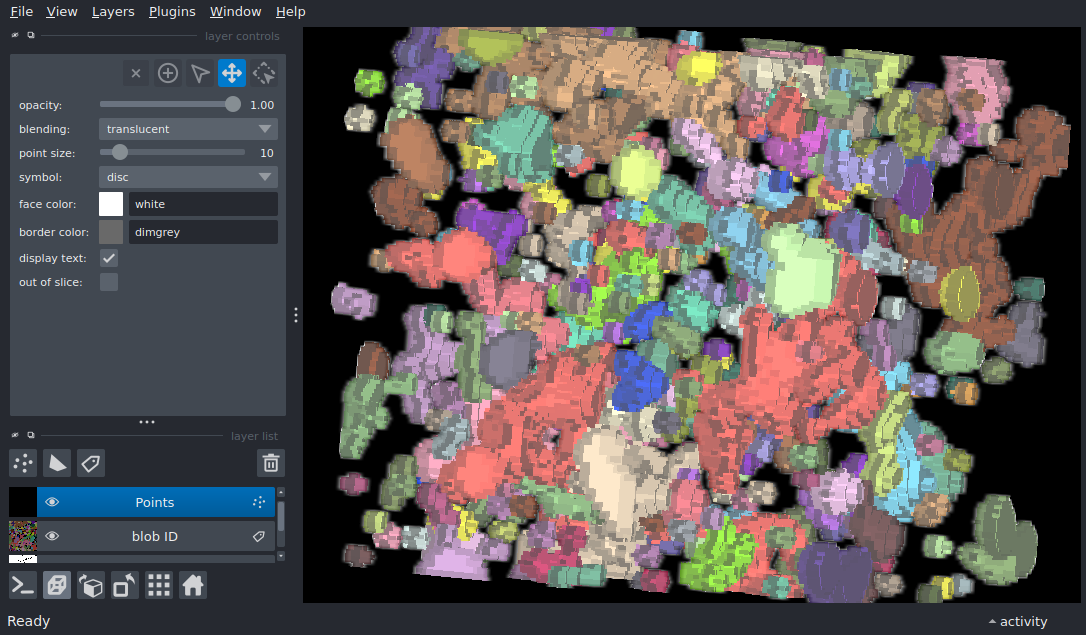 File View Layers Plugins Window Help
layer controls
opacity: 1.00
blending: translucent
point size: 10
symbol: disc
face color: white
border color: dimgrey
display text:
out of slice:
layer list
Points
blob ID
Ready activity